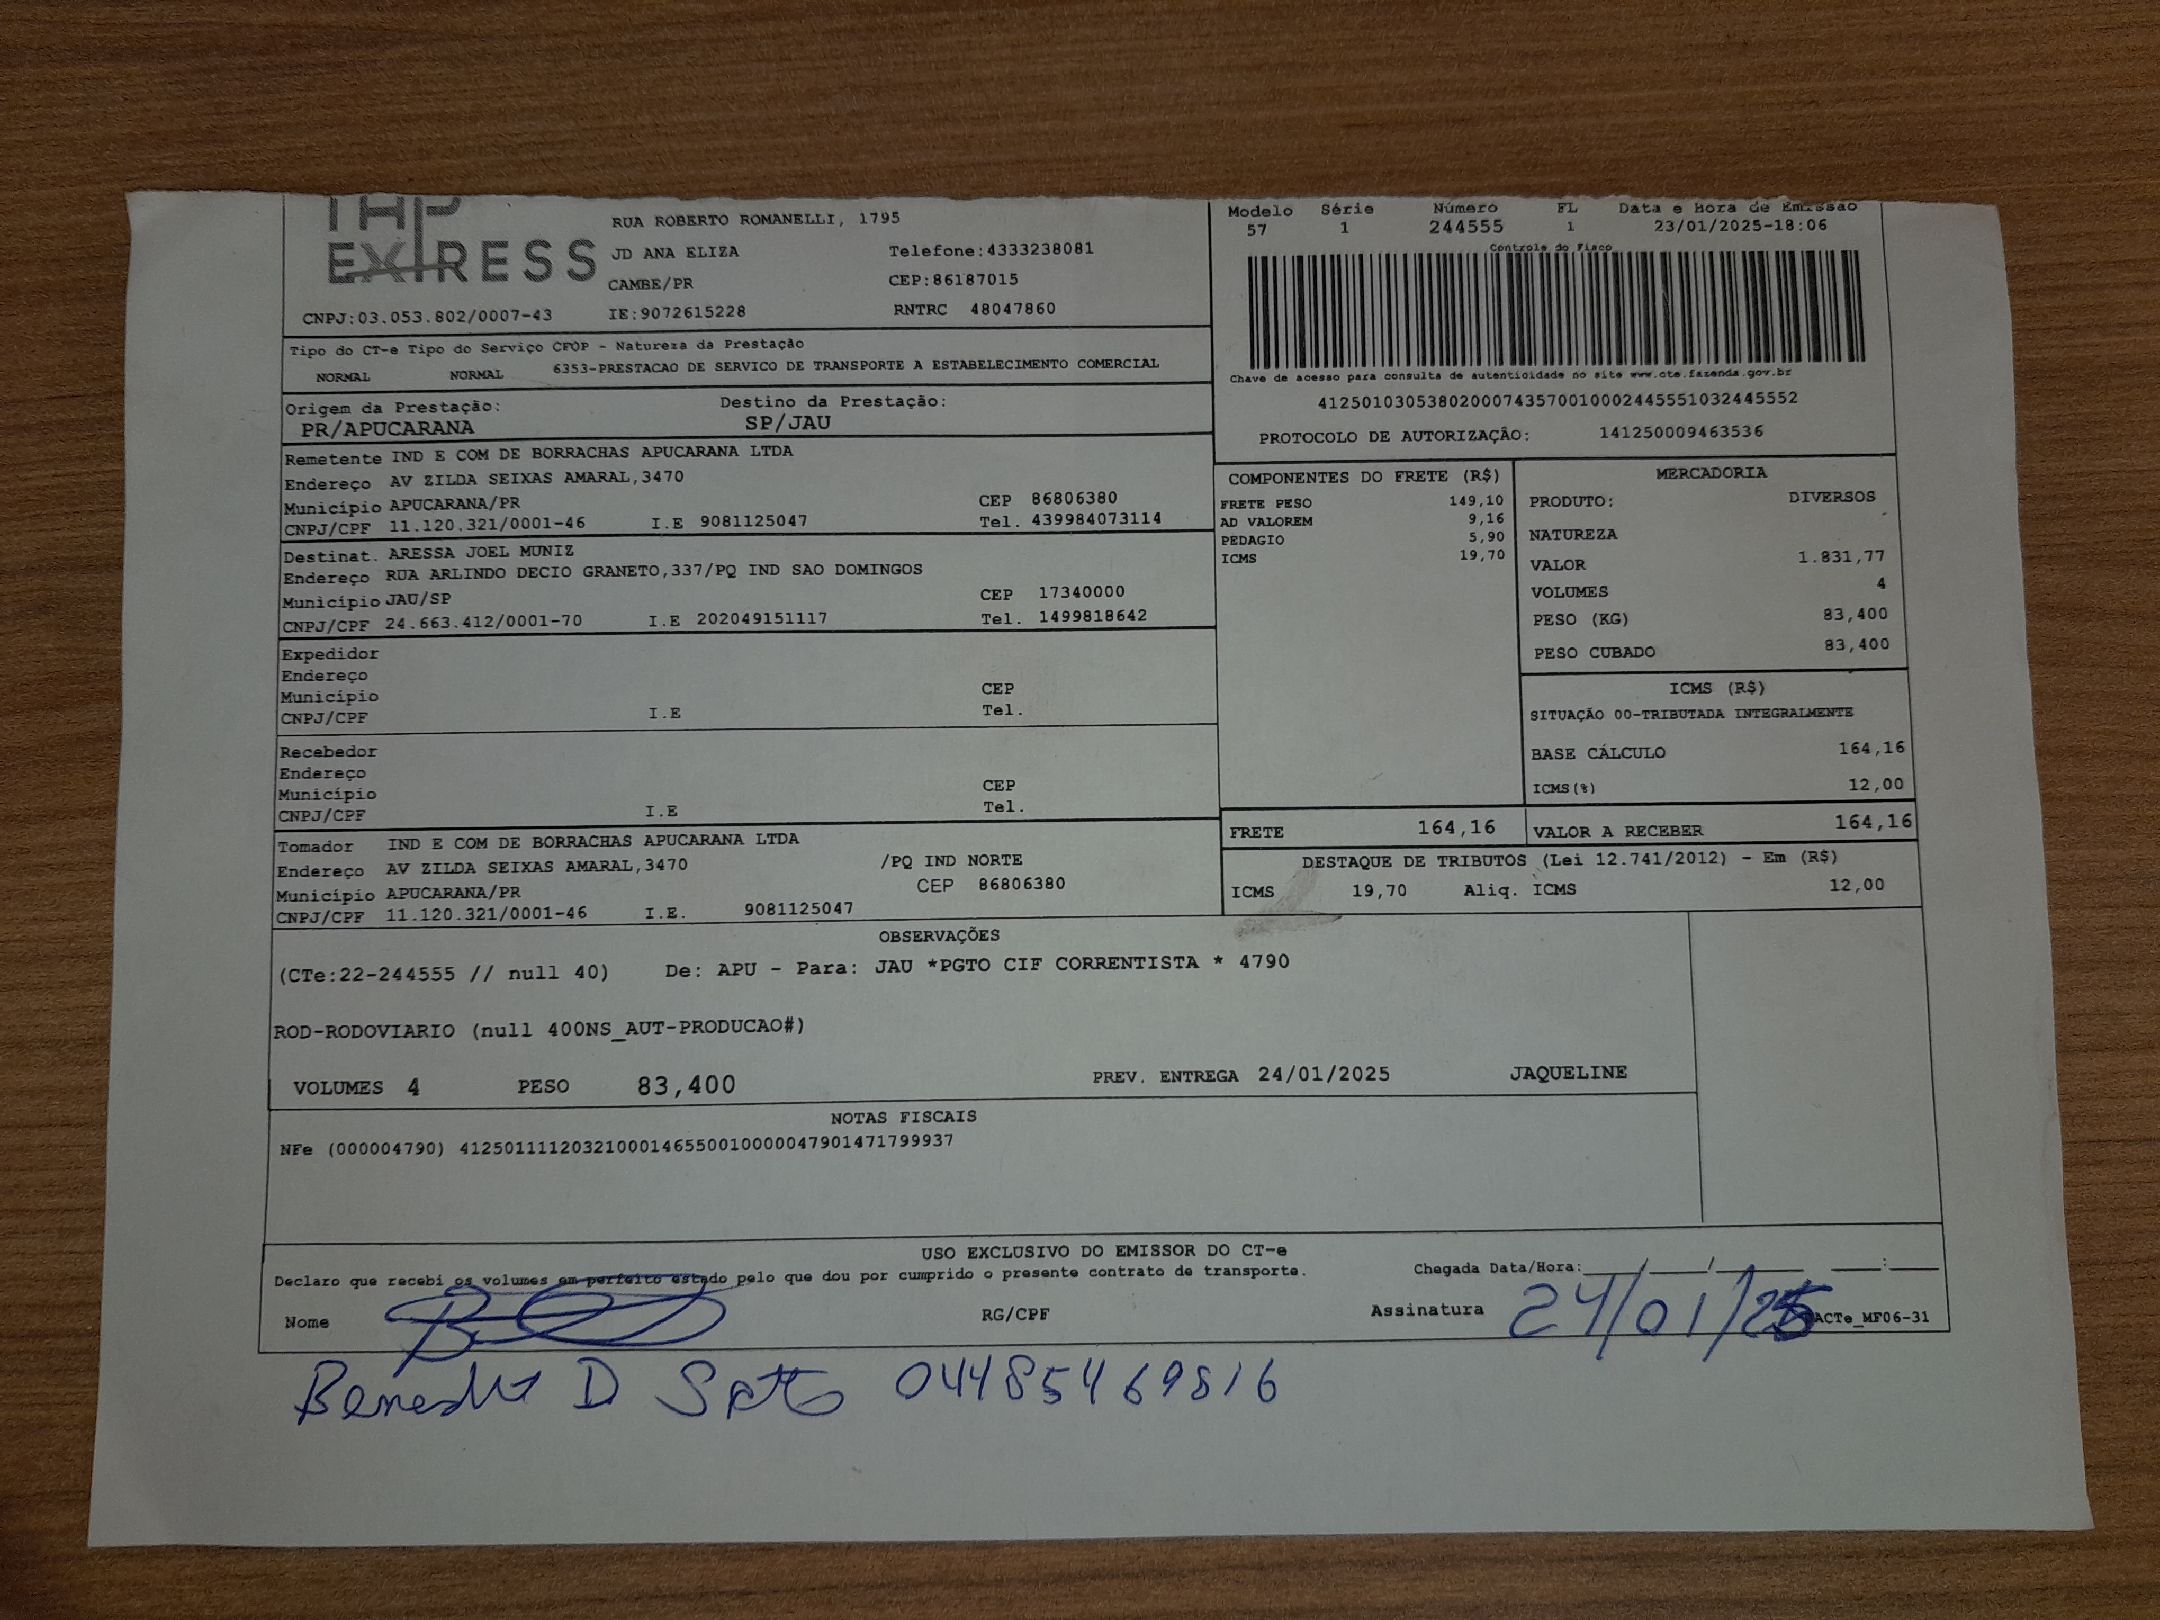 THP
EXPRESS
RUA ROBERTO ROMANELLI, 1795
JD ANA ELIZA Telefone:4333238081
CAMBE/PR CEP:86187015
CNPJ:03.053.802/0007-43 IE:9072615228 RNTRC 48047860
Modelo Série Número FL Data e Hora de Emissão
57 1 244555 1 23/01/2025-18:06
Controle do Fisco
Chave de acesso para consulta de autenticidade no site www.cte.fazenda.gov.br
41250103053802000743570010002445551032445552
PROTOCOLO DE AUTORIZAÇÃO: 141250009463536
Tipo do CT-e Tipo do Serviço CFOP - Natureza da Prestação
NORMAL NORMAL 6353-PRESTACAO DE SERVICO DE TRANSPORTE A ESTABELECIMENTO COMERCIAL
Origem da Prestação: Destino da Prestação:
PR/APUCARANA SP/JAU
Remetente IND E COM DE BORRACHAS APUCARANA LTDA
Endereço AV ZILDA SEIXAS AMARAL,3470
Município APUCARANA/PR CEP 86806380
CNPJ/CPF 11.120.321/0001-46 I.E 9081125047 Tel. 439984073114
Destinat. ARESSA JOEL MUNIZ
Endereço RUA ARLINDO DECIO GRANETO,337/PQ IND SAO DOMINGOS
Município JAU/SP CEP 17340000
CNPJ/CPF 24.663.412/0001-70 I.E 202049151117 Tel. 1499818642
Expedidor
Endereço
Município CEP
CNPJ/CPF I.E Tel.
Recebedor
Endereço
Município CEP
CNPJ/CPF I.E Tel.
Tomador IND E COM DE BORRACHAS APUCARANA LTDA
Endereço AV ZILDA SEIXAS AMARAL,3470 /PQ IND NORTE
Município APUCARANA/PR CEP 86806380
CNPJ/CPF 11.120.321/0001-46 I.E. 9081125047
COMPONENTES DO FRETE (R$)
FRETE PESO 149,10
AD VALOREM 9,16
PEDAGIO 5,90
ICMS 19,70
MERCADORIA
PRODUTO: DIVERSOS
NATUREZA
VALOR 1.831,77
VOLUMES 4
PESO (KG) 83,400
PESO CUBADO 83,400
ICMS (R$)
SITUAÇÃO 00-TRIBUTADA INTEGRALMENTE
BASE CÁLCULO 164,16
ICMS(%) 12,00
FRETE 164,16 VALOR A RECEBER 164,16
DESTAQUE DE TRIBUTOS (Lei 12.741/2012) - Em (R$)
ICMS 19,70 Aliq. ICMS 12,00
OBSERVAÇÕES
(CTe:22-244555 // null 40) De: APU - Para: JAU *PGTO CIF CORRENTISTA * 4790
ROD-RODOVIARIO (null 400NS_AUT-PRODUCAO#)
VOLUMES 4 PESO 83,400 PREV. ENTREGA 24/01/2025 JAQUELINE
NOTAS FISCAIS
NFe (000004790) 41250111120321000146550010000047901471799937
USO EXCLUSIVO DO EMISSOR DO CT-e
Declaro que recebi os volumes em perfeito estado pelo que dou por cumprido o presente contrato de transporte. Chegada Data/Hora:___/___/___ ___:___
Nome RG/CPF Assinatura 24/01/25 ACTe_MF06-31
D 04485469816